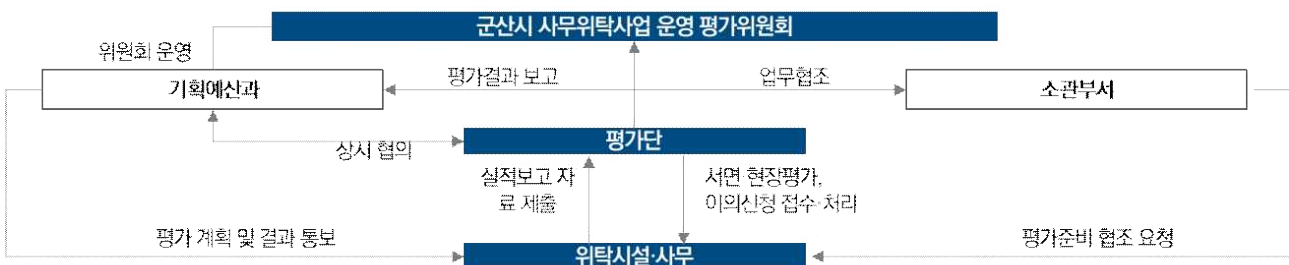 군산시 사무위탁사업 운영 평가위원회
위원회 운영
기획예산과
평가결과 보고
업무협조
소관부서
상시 협의
평가단
실적보고 자
료 제출
서면·현장평가,
이의신청 접수·처리
평가 계획 및 결과 통보
위탁시설·사무
평가준비 협조 요청